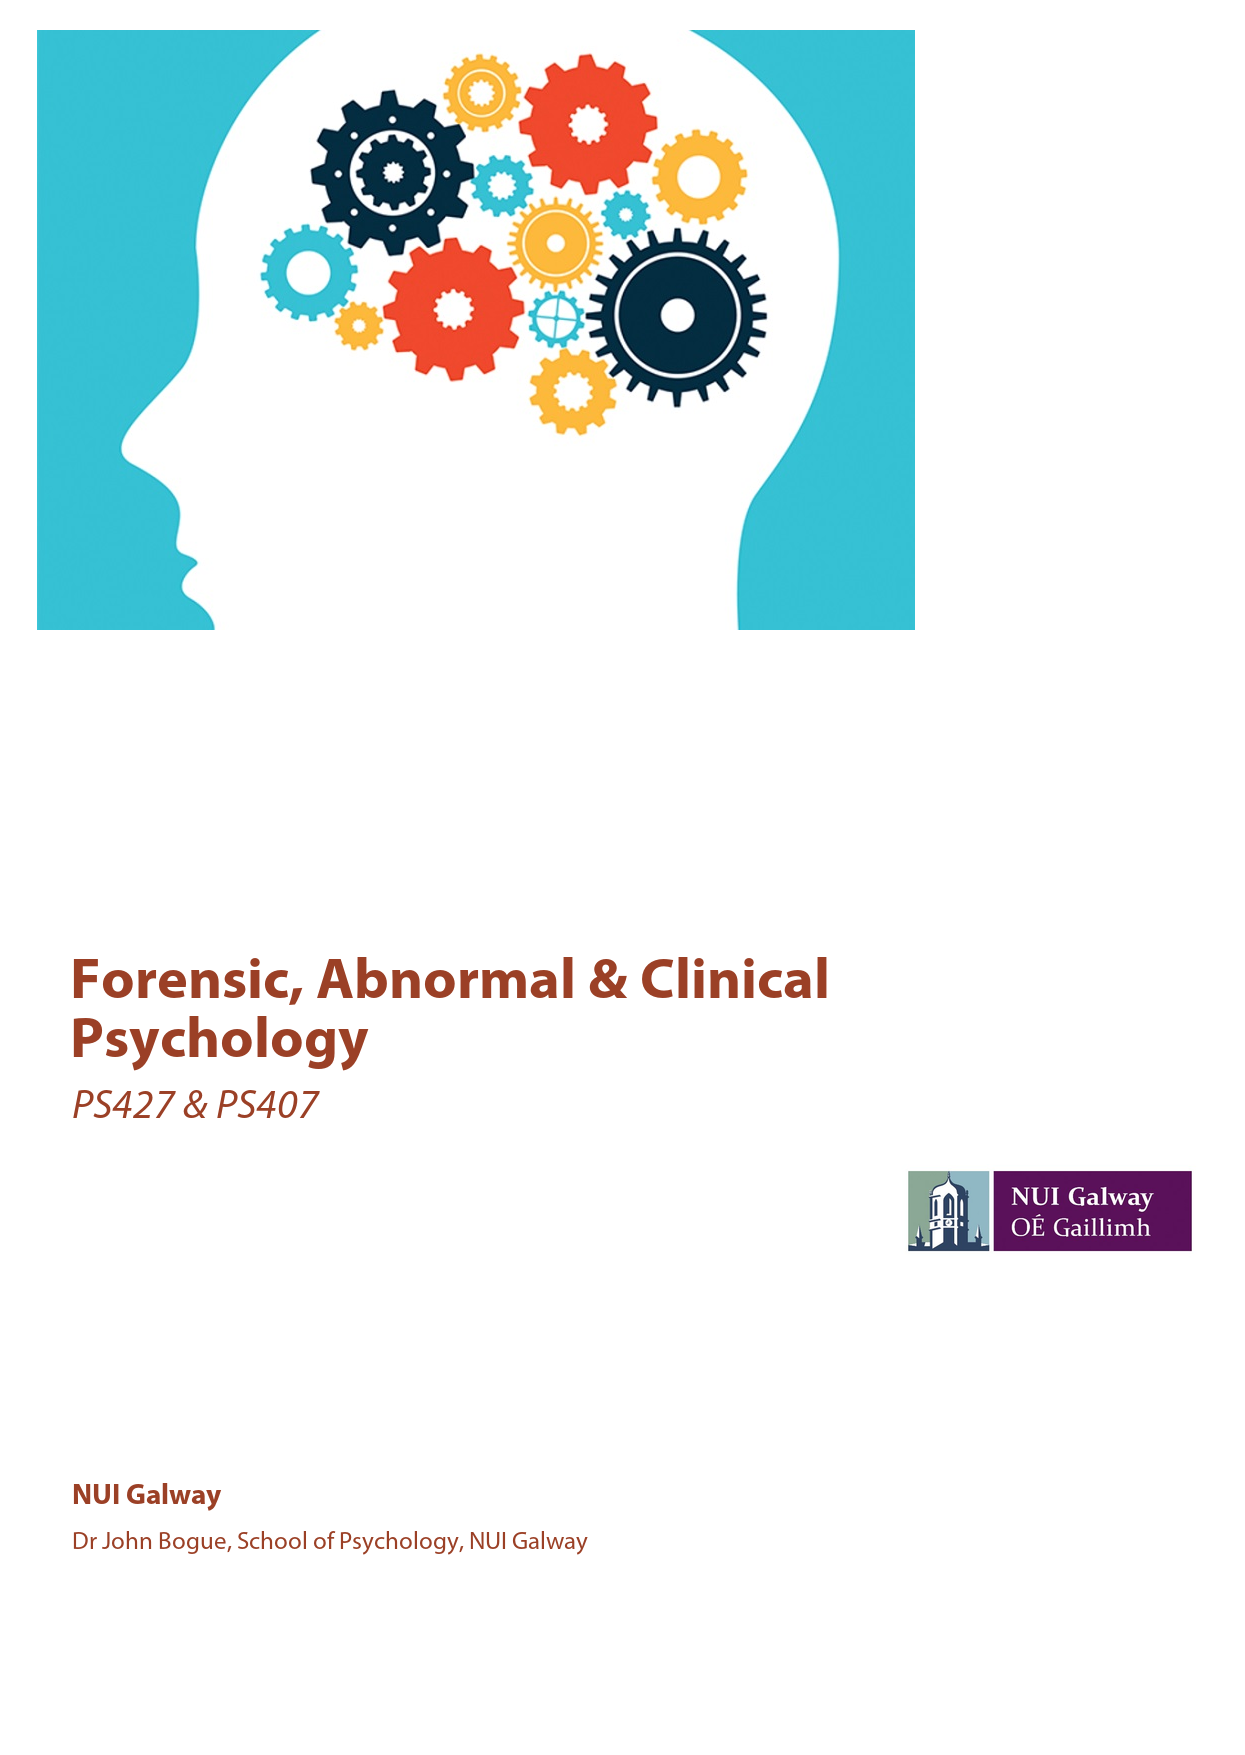 Forensic, Abnormal & Clinical
Psychology
PS427 & PS407
NUI Galway
OÉ Gaillimh
NUI Galway
Dr John Bogue, School of Psychology, NUI Galway